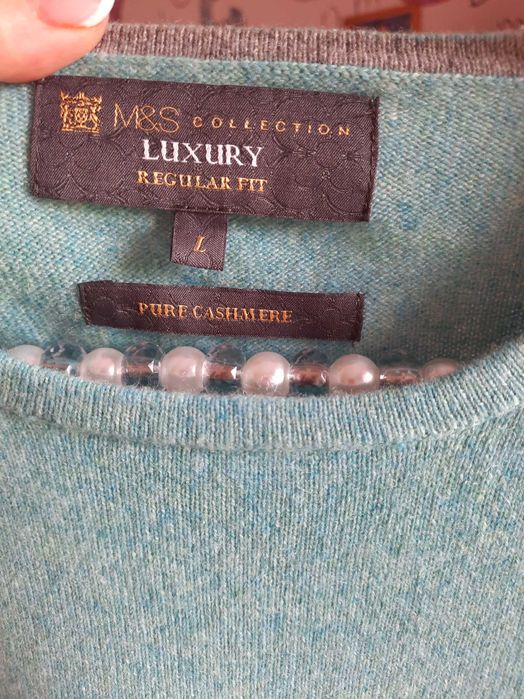 M&S COLLECTION
LUXURY
REGULAR FIT
L
PURE CASHMERE